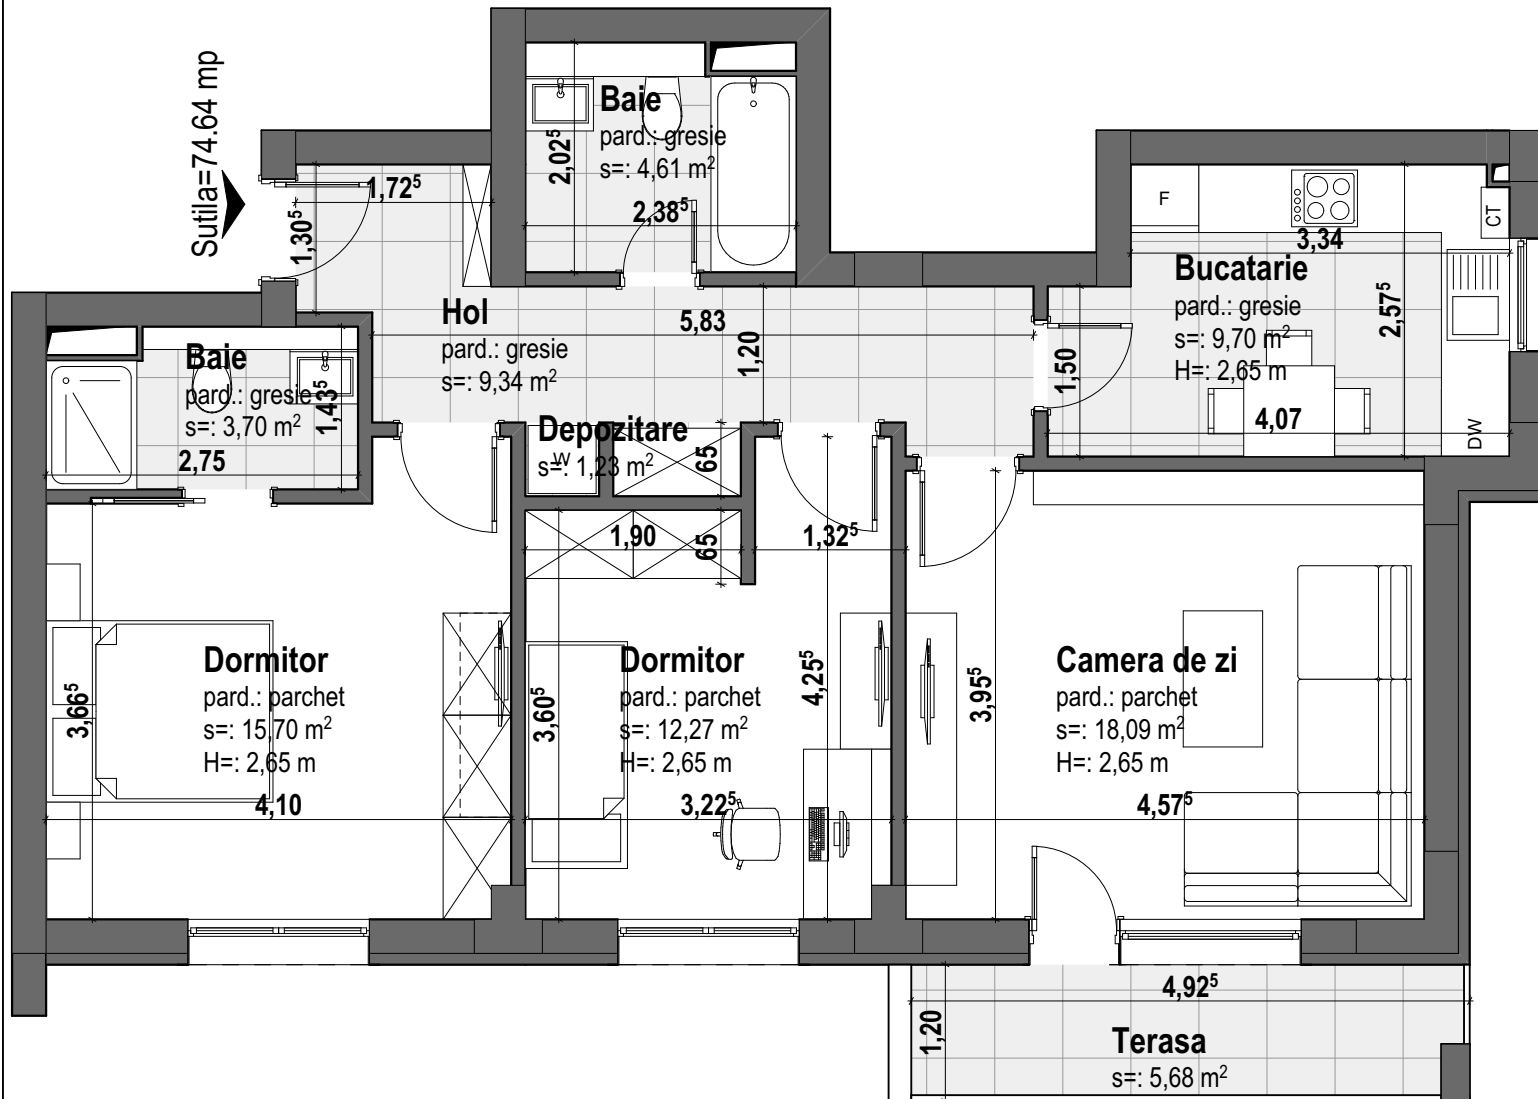 Sutila=74.64 mp
Baie
pard.: gresie
s=: 4,61 m²
2,02⁵
2,38⁵
1,72⁵
1,30⁵
Hol
pard.: gresie
s=: 9,34 m²
5,83
1,20
F
CT
DW
3,34
Bucatarie
pard.: gresie
s=: 9,70 m²
H=: 2,65 m
2,57⁵
1,50
4,07
Baie
pard.: gresie
s=: 3,70 m²
1,43⁵
2,75
Depozitare
s=: 1,23 m²
W
65
1,90
65
1,32⁵
Dormitor
pard.: parchet
s=: 15,70 m²
H=: 2,65 m
3,66⁵
4,10
Dormitor
pard.: parchet
s=: 12,27 m²
H=: 2,65 m
3,60⁵
4,25⁵
3,22⁵
Camera de zi
pard.: parchet
s=: 18,09 m²
H=: 2,65 m
3,95⁵
4,57⁵
4,92⁵
1,20
Terasa
s=: 5,68 m²